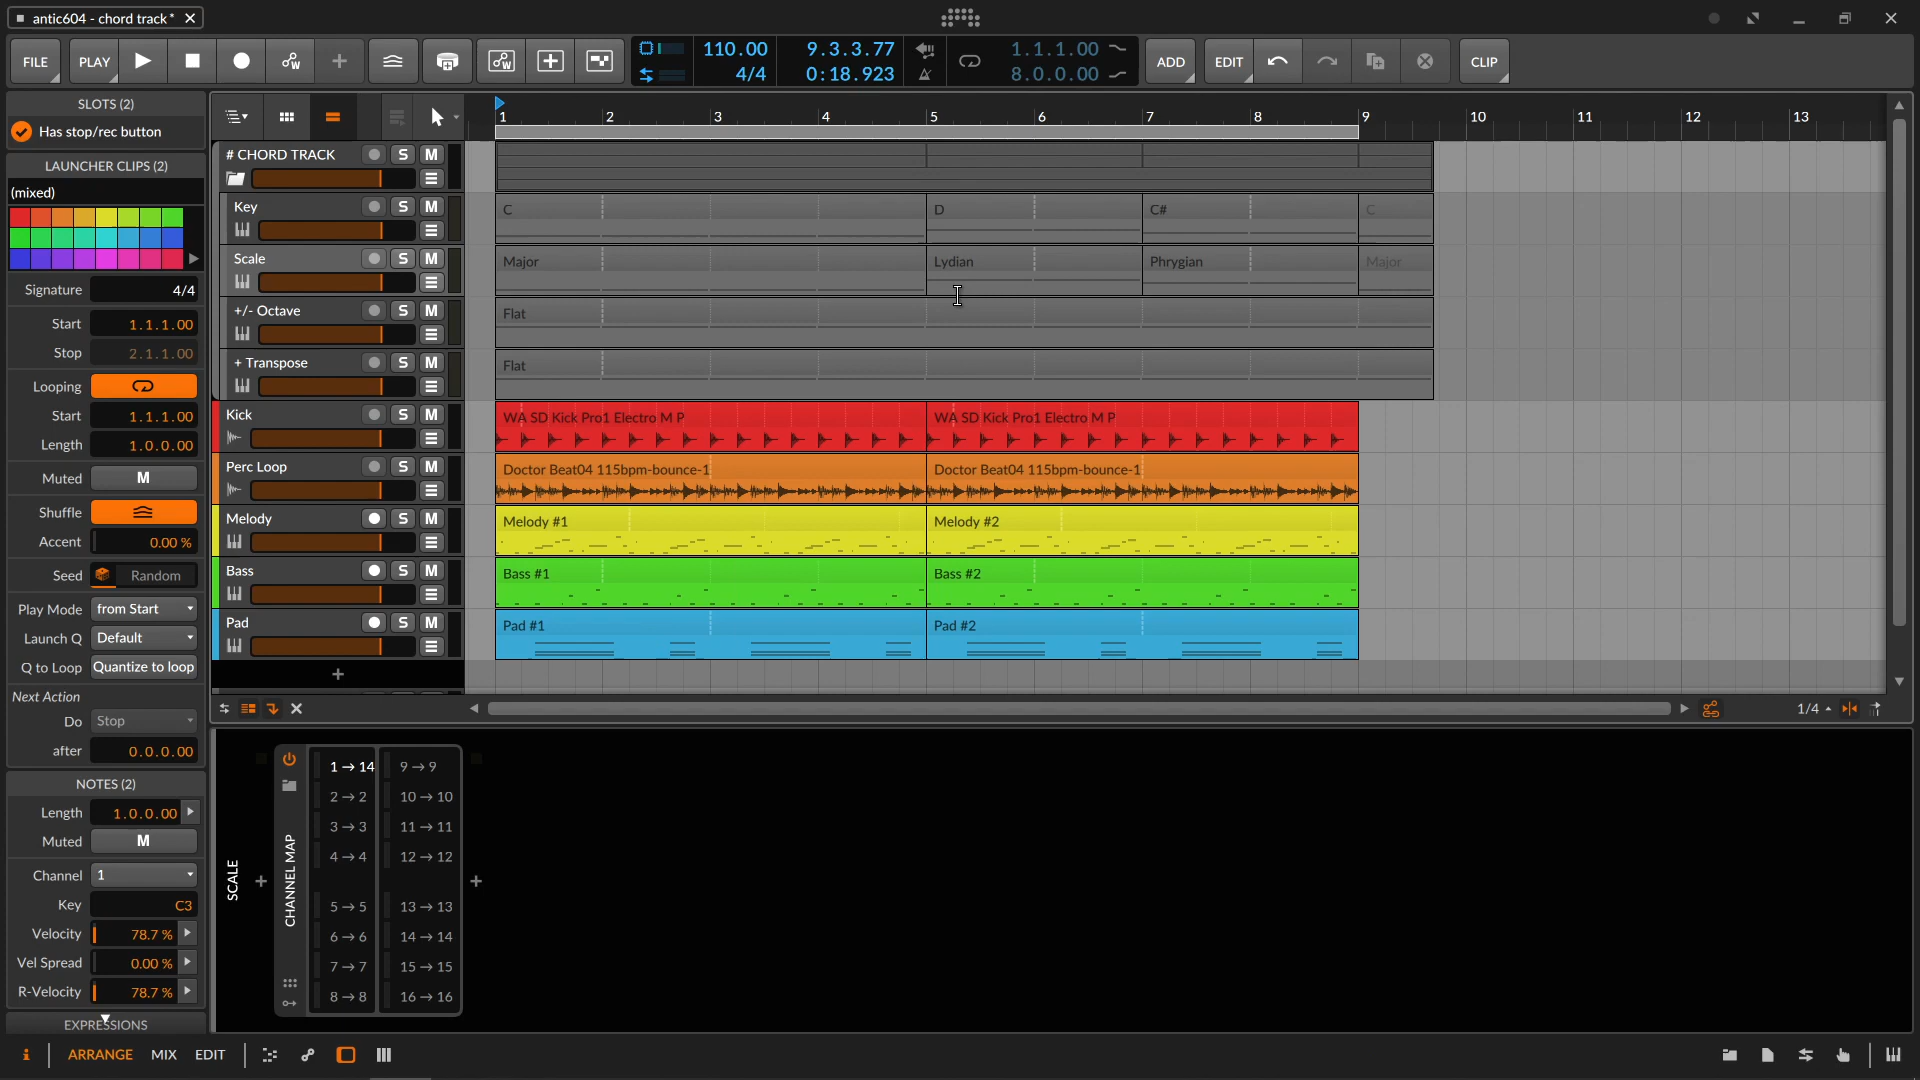 antic604 - chord track*
FILE
PLAY
110.00
4/4
9.3.3.77
0:18.923
1.1.1.00
8.0.0.00
ADD
EDIT
CLIP
SLOTS (2)
Has stop/rec button
LAUNCHER CLIPS (2)
(mixed)
Signature 4/4
Start 1.1.1.00
Stop 2.1.1.00
Looping
Start 1.1.1.00
Length 1.0.0.00
Muted M
Shuffle
Accent 0.00 %
Seed Random
Play Mode from Start
Launch Q Default
Q to Loop Quantize to loop
Next Action
Do Stop
after 0.0.0.00
NOTES (2)
Length 1.0.0.00
Muted M
Channel 1
Key C3
Velocity 78.7 %
Vel Spread 0.00 %
R-Velocity 78.7 %
EXPRESSIONS
1 2 3 4 5 6 7 8 9 10 11 12 13
# CHORD TRACK S M
Key S M C D C# C
Scale S M Major Lydian Phrygian Major
+/- Octave S M Flat
+ Transpose S M Flat
Kick S M WA SD Kick Pro1 Electro M P WA SD Kick Pro1 Electro M P
Perc Loop S M Doctor Beat04 115bpm-bounce-1 Doctor Beat04 115bpm-bounce-1
Melody S M Melody #1 Melody #2
Bass S M Bass #1 Bass #2
Pad S M Pad #1 Pad #2
+
1/4
SCALE
CHANNEL MAP
1→14 9→9
2→2 10→10
3→3 11→11
4→4 12→12
5→5 13→13
6→6 14→14
7→7 15→15
8→8 16→16
i ARRANGE MIX EDIT